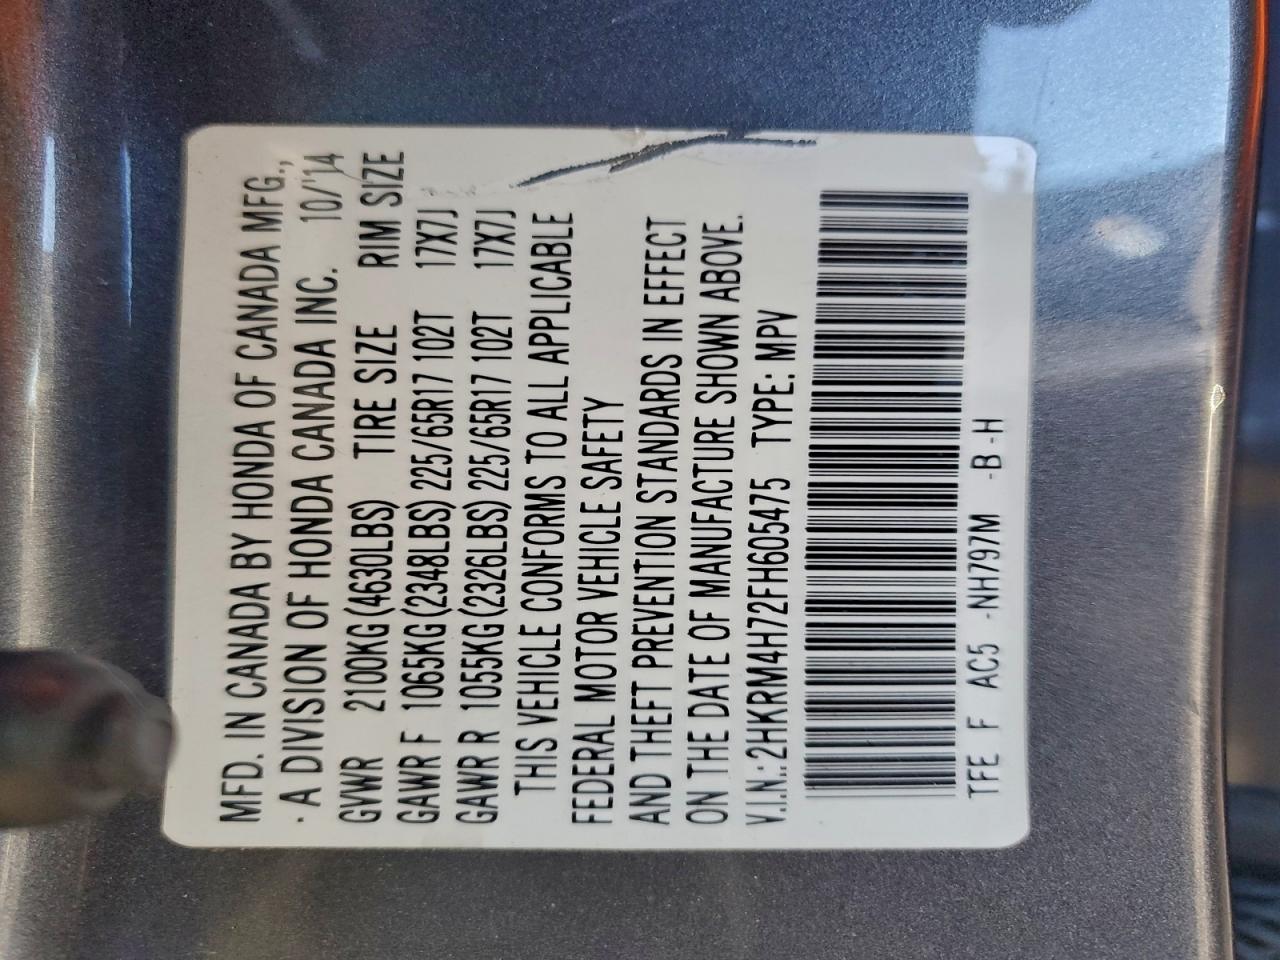 MFD. IN CANADA BY HONDA OF CANADA MFG.,
A DIVISION OF HONDA CANADA INC. 10/'14
GVWR 2100KG (4630LBS) TIRE SIZE RIM SIZE
GAWR F 1065KG (2348LBS) 225/65R17 102T 17X7J
GAWR R 1055KG (2326LBS) 225/65R17 102T 17X7J
THIS VEHICLE CONFORMS TO ALL APPLICABLE
FEDERAL MOTOR VEHICLE SAFETY
AND THEFT PREVENTION STANDARDS IN EFFECT
ON THE DATE OF MANUFACTURE SHOWN ABOVE.
V.I.N.: 2HKRM4H72FH605475 TYPE: MPV
TFE F AC5 -NH797M -B-H